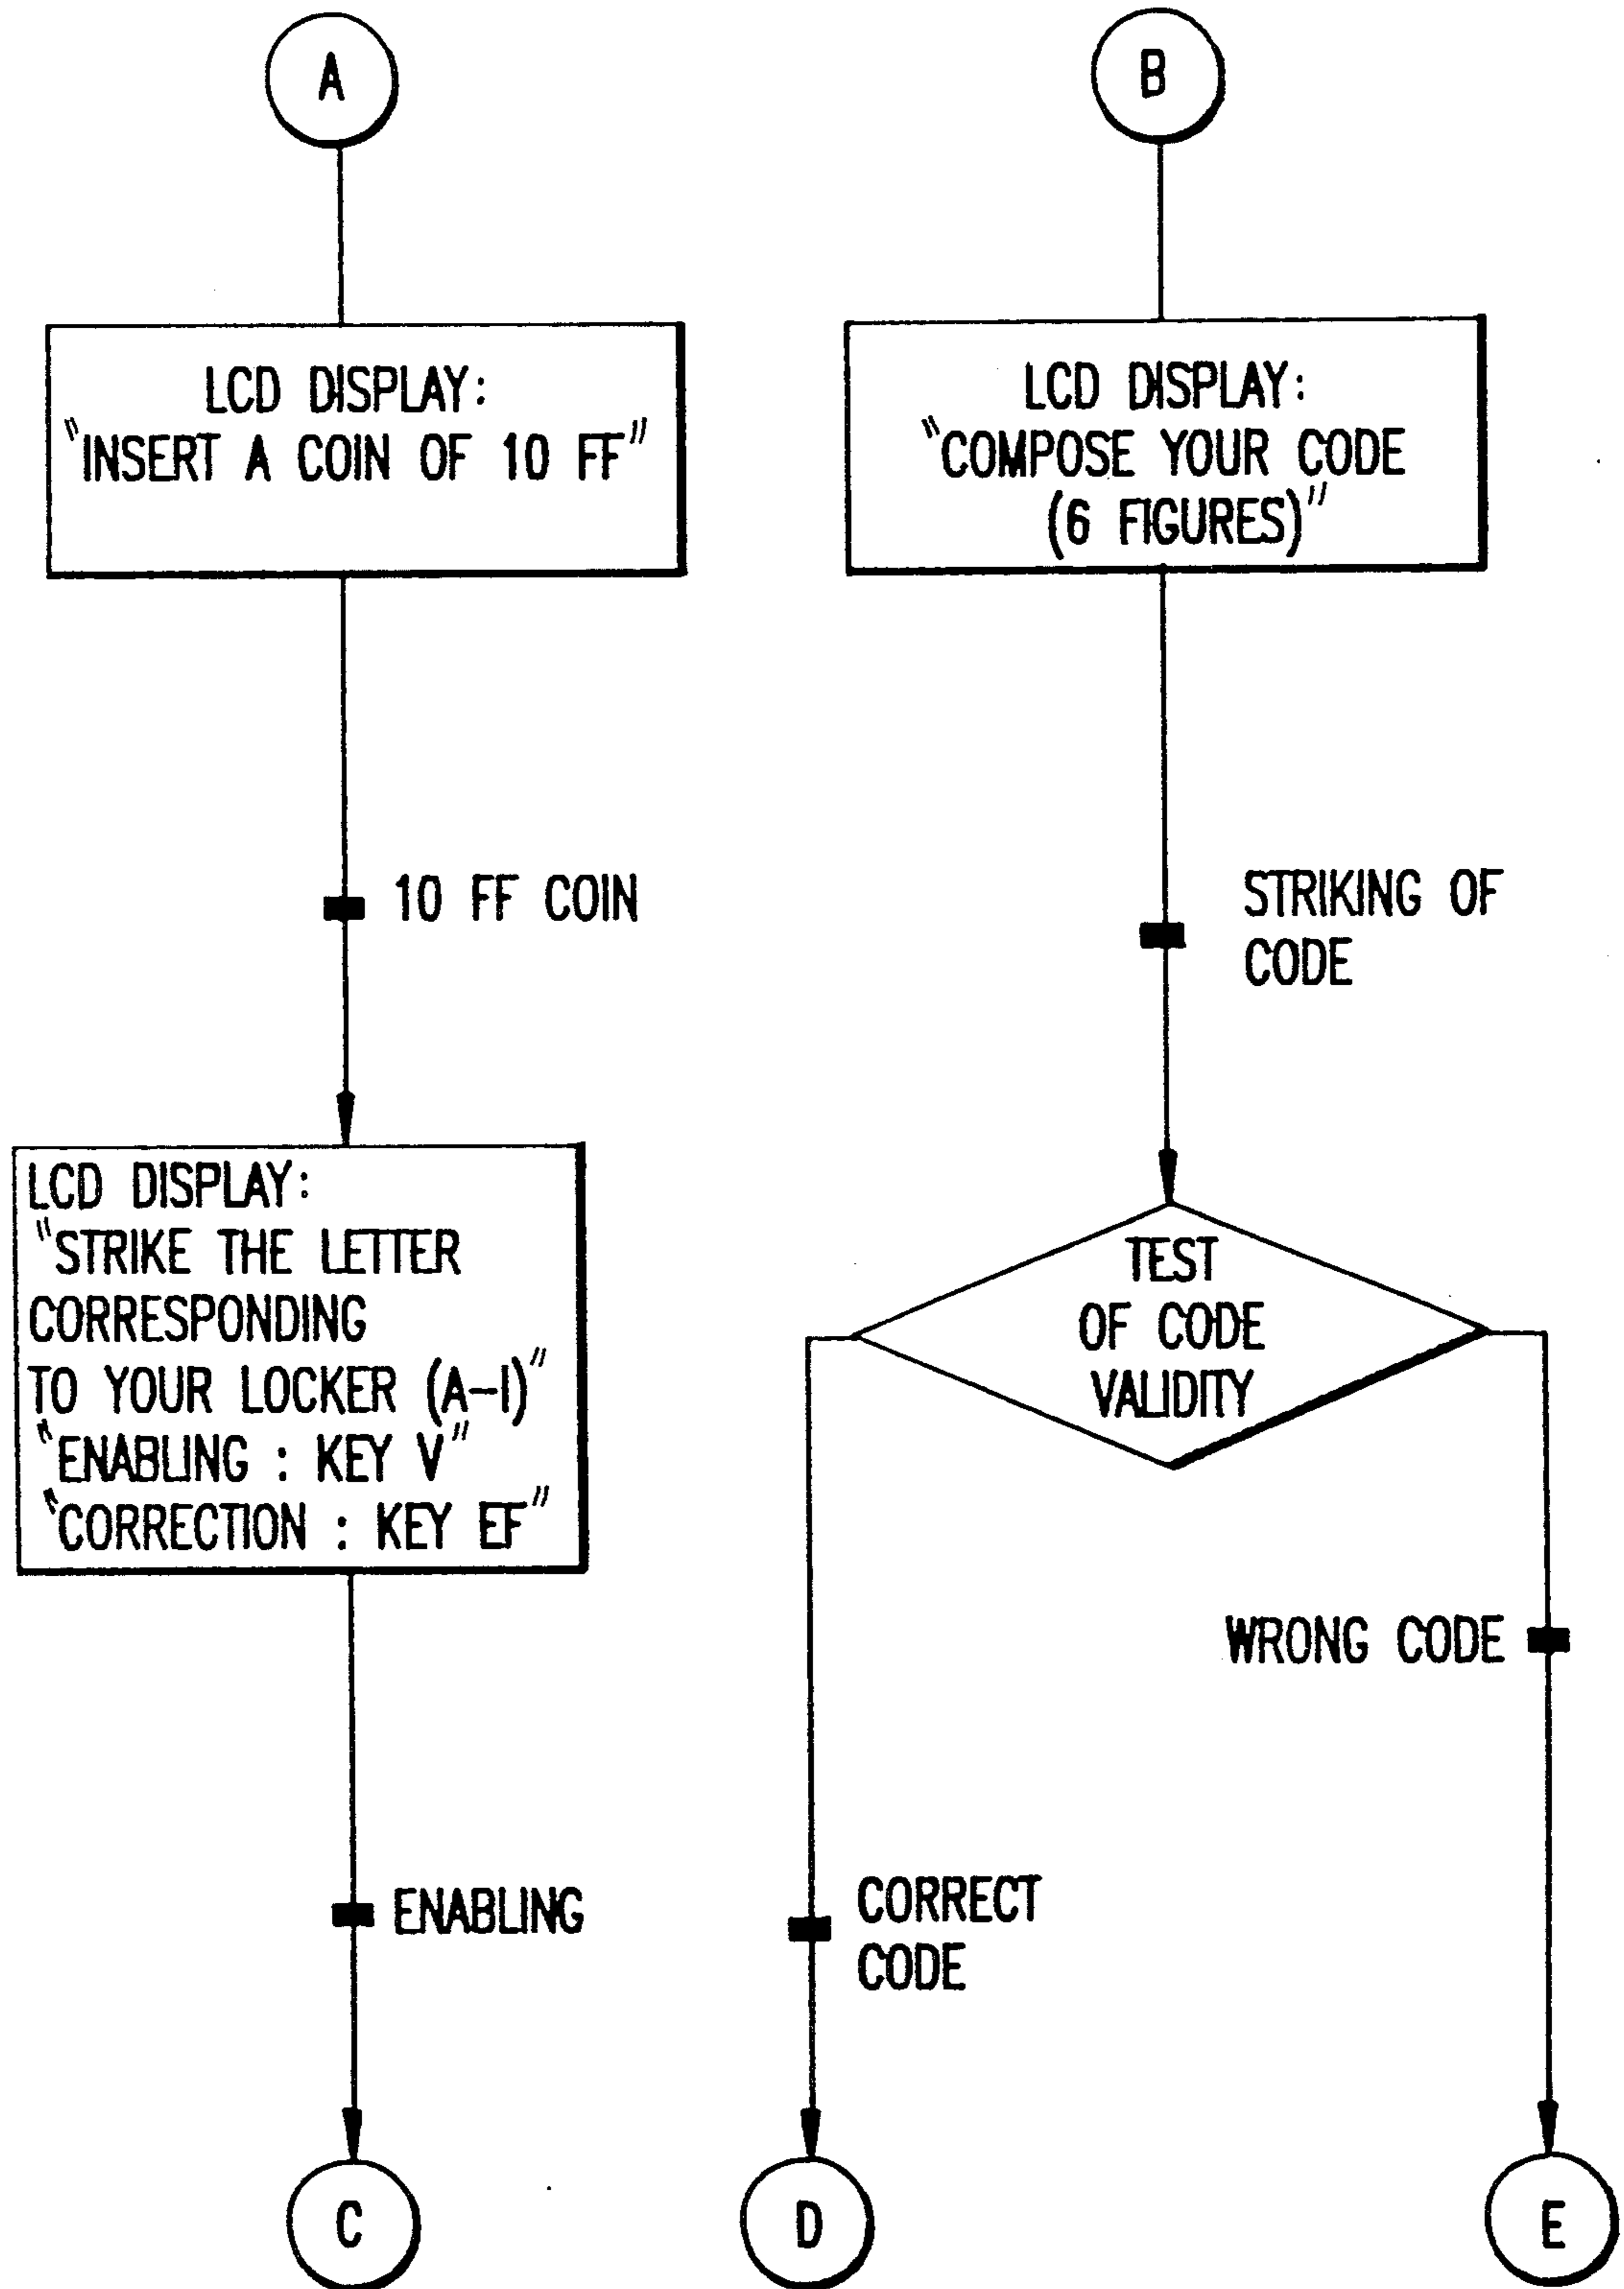 A
LCD DISPLAY:
"INSERT A COIN OF 10 FF"
10 FF COIN
LCD DISPLAY:
"STRIKE THE LETTER
CORRESPONDING
TO YOUR LOCKER (A-I)"
"ENABLING : KEY V"
"CORRECTION : KEY EF"
ENABLING
C
B
LCD DISPLAY:
"COMPOSE YOUR CODE
(6 FIGURES)"
STRIKING OF
CODE
TEST
OF CODE
VALIDITY
CORRECT
CODE
D
WRONG CODE
E